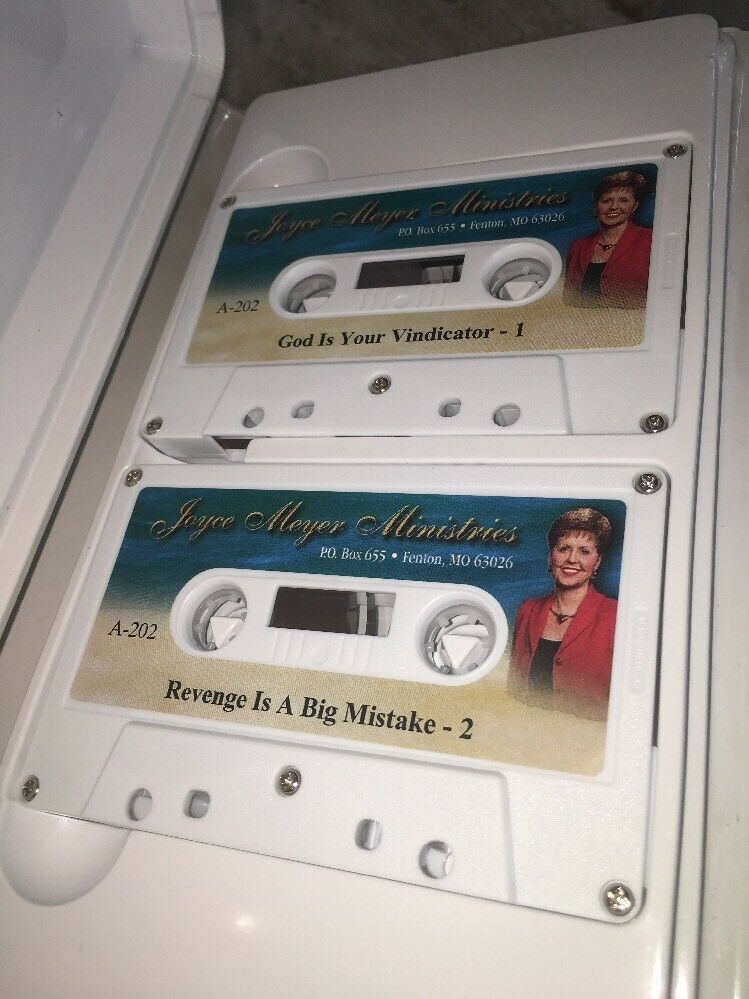 Joyce Meyer Ministries
P.O. Box 655 • Fenton, MO 63026
A-202
God Is Your Vindicator - 1
Joyce Meyer Ministries
P.O. Box 655 • Fenton, MO 63026
A-202
Revenge Is A Big Mistake - 2